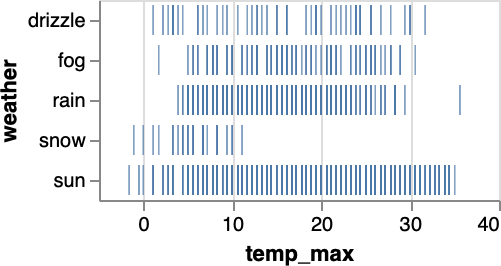 drizzle
fog
rain
snow
sun
weather
0 10 20 30 40
temp_max